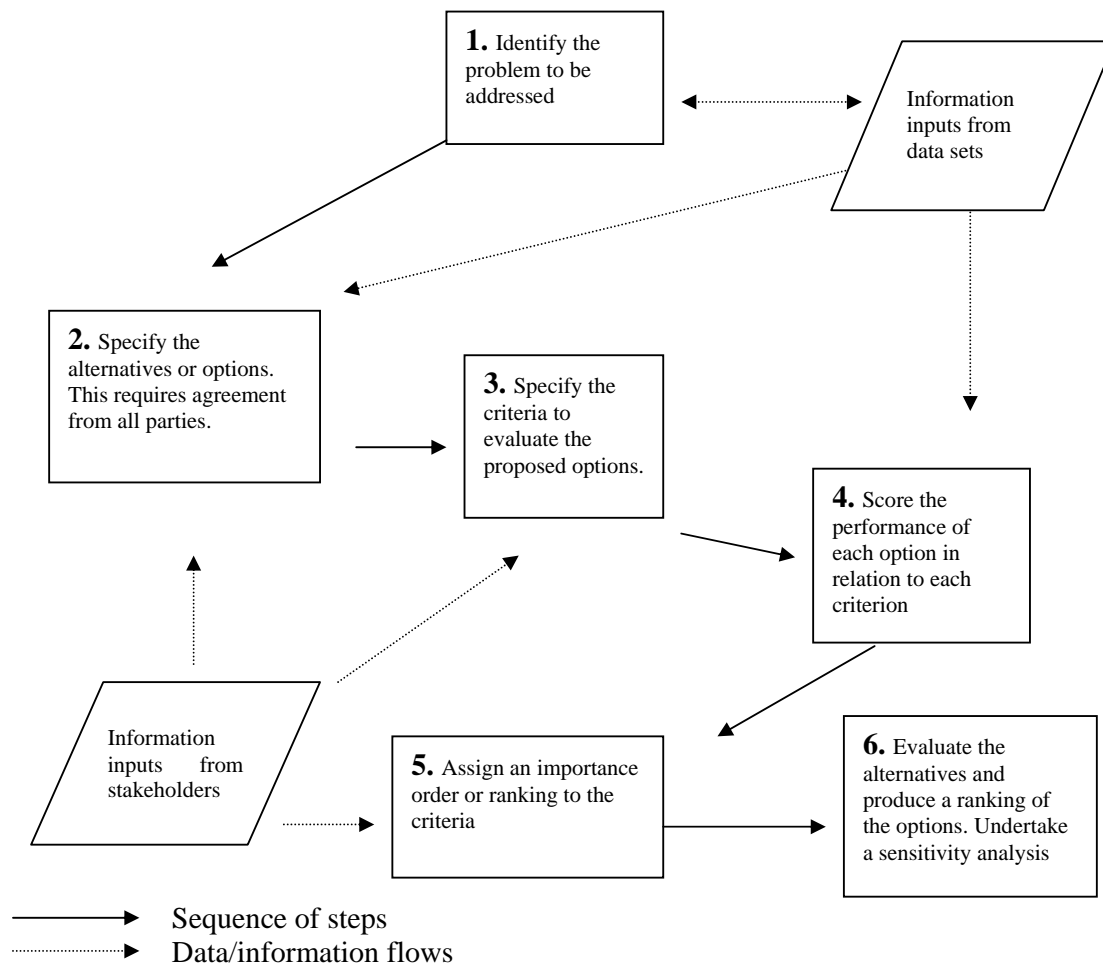 1. Identify the
problem to be
addressed
Information
inputs from
data sets
2. Specify the
alternatives or options.
This requires agreement
from all parties.
3. Specify the
criteria to
evaluate the
proposed options.
4. Score the
performance of
each option in
relation to each
criterion
Information
inputs from
stakeholders
5. Assign an importance
order or ranking to the
criteria
6. Evaluate the
alternatives and
produce a ranking of
the options. Undertake
a sensitivity analysis
Sequence of steps
Data/information flows